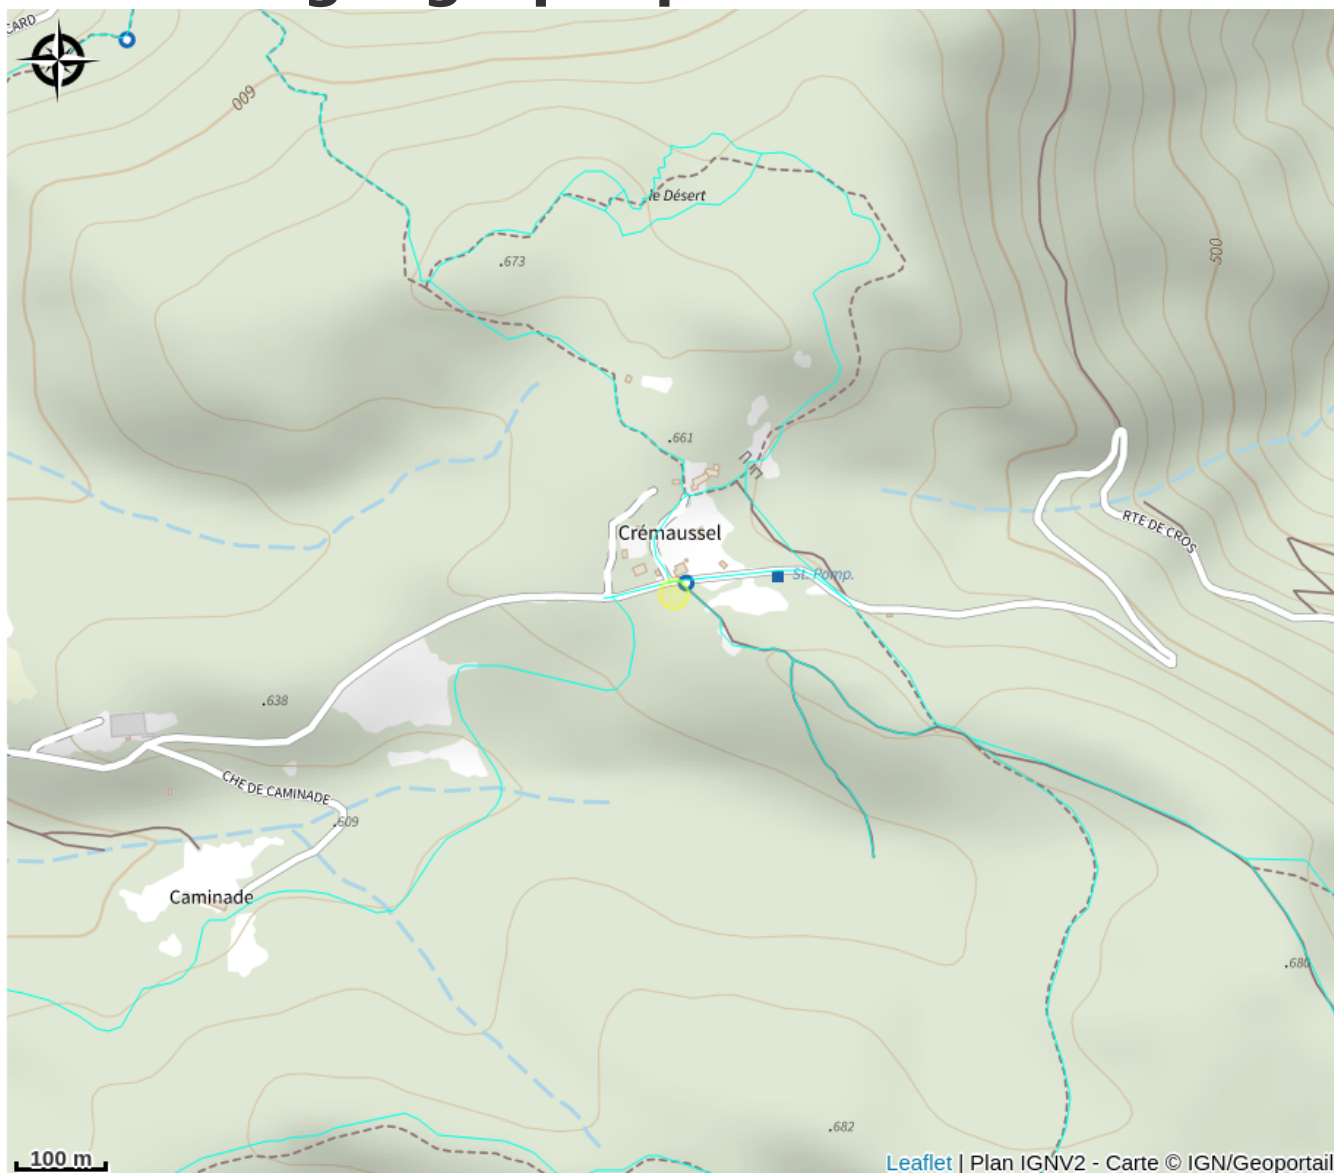 CARD
600
le Désert
.673
500
.661
RTE DE CROS
Crémaussel
St. Pomp.
.638
CHE DE CAMINADE
.609
Caminade
.680
.682
100 m
Leaflet | Plan IGNV2 - Carte © IGN/Geoportail